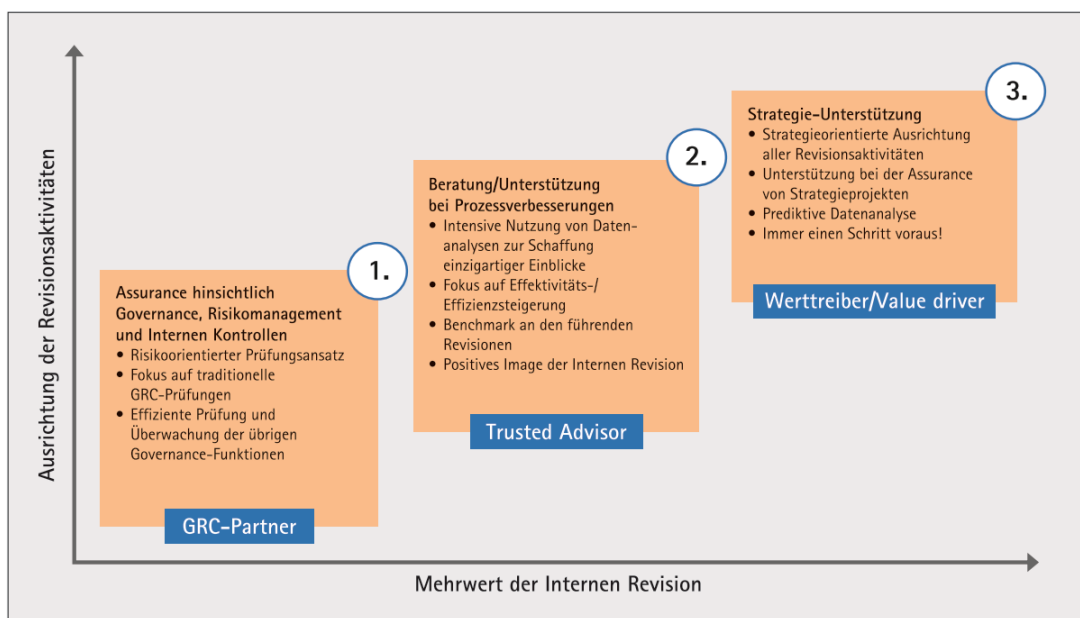 Ausrichtung der Revisionsaktivitäten
1.
Assurance hinsichtlich
Governance, Risikomanagement
und Internen Kontrollen
• Risikoorientierter Prüfungsansatz
• Fokus auf traditionelle
GRC-Prüfungen
• Effiziente Prüfung und
Überwachung der übrigen
Governance-Funktionen
GRC-Partner
2.
Beratung/Unterstützung
bei Prozessverbesserungen
• Intensive Nutzung von Daten-
analysen zur Schaffung
einzigartiger Einblicke
• Fokus auf Effektivitäts-/
Effizienzsteigerung
• Benchmark an den führenden
Revisionen
• Positives Image der Internen Revision
Trusted Advisor
3.
Strategie-Unterstützung
• Strategieorientierte Ausrichtung
aller Revisionsaktivitäten
• Unterstützung bei der Assurance
von Strategieprojekten
• Prediktive Datenanalyse
• Immer einen Schritt voraus!
Werttreiber/Value driver
Mehrwert der Internen Revision